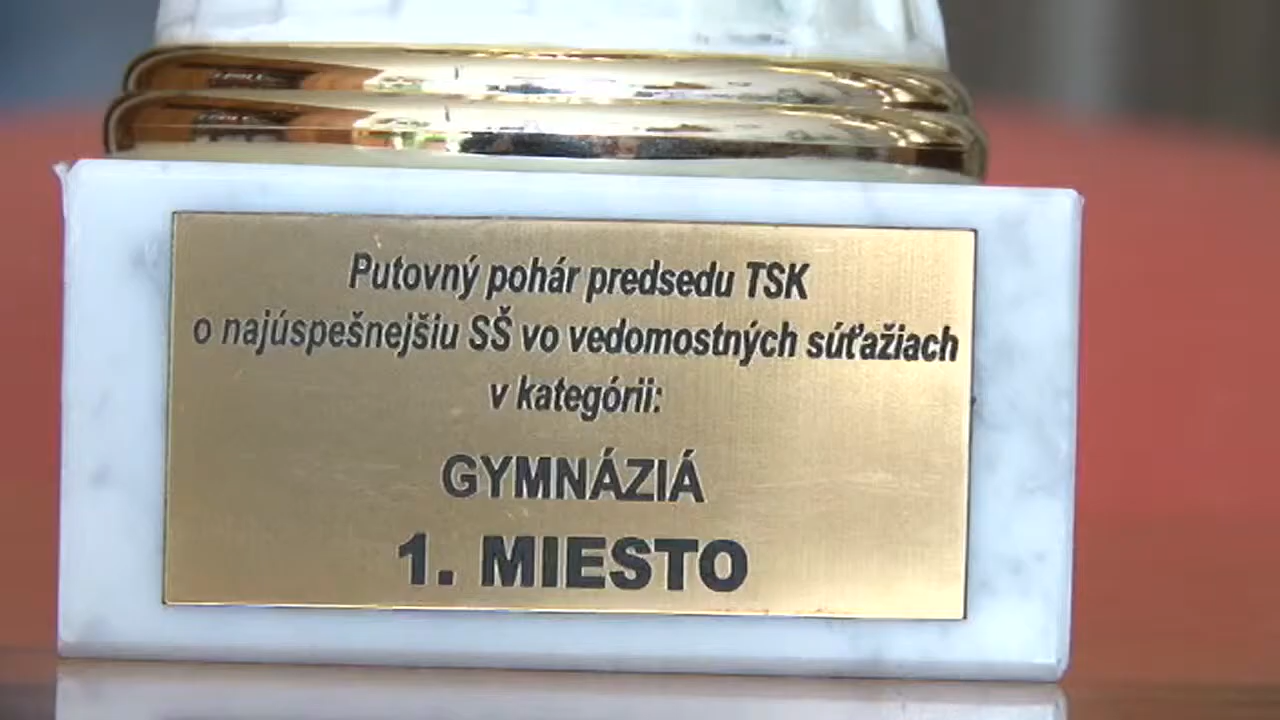 Putovný pohár predsedu TSK
o najúspešnejšiu SŠ vo vedomostných súťažiach
v kategórii:
GYMNÁZIÁ
1. MIESTO